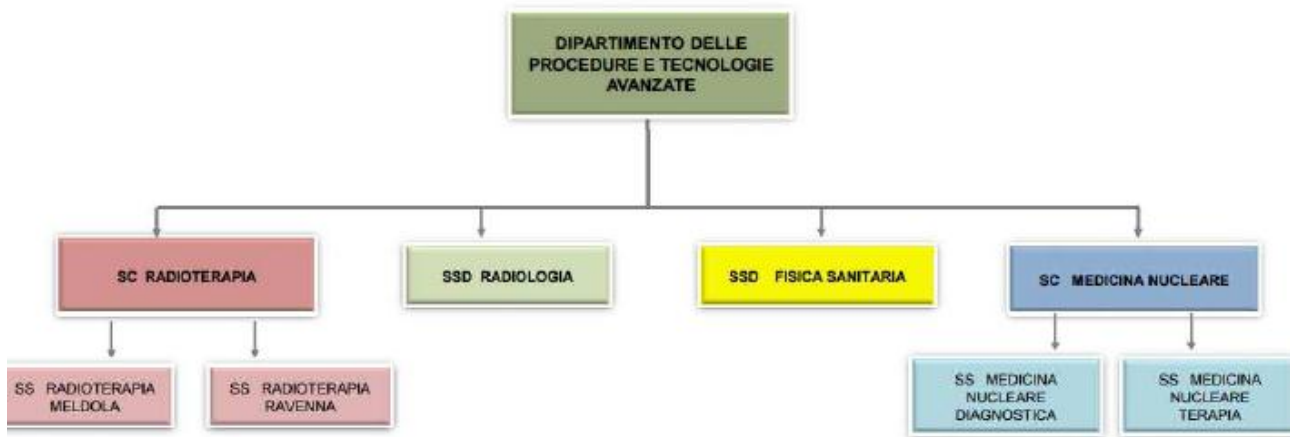 DIPARTIMENTO DELLE
PROCEDURE E TECNOLOGIE
AVANZATE
SC RADIOTERAPIA
SSD RADIOLOGIA
SSD FISICA SANITARIA
SC MEDICINA NUCLEARE
SS RADIOTERAPIA
MELDOLA
SS RADIOTERAPIA
RAVENNA
SS MEDICINA
NUCLEARE
DIAGNOSTICA
SS MEDICINA
NUCLEARE
TERAPIA